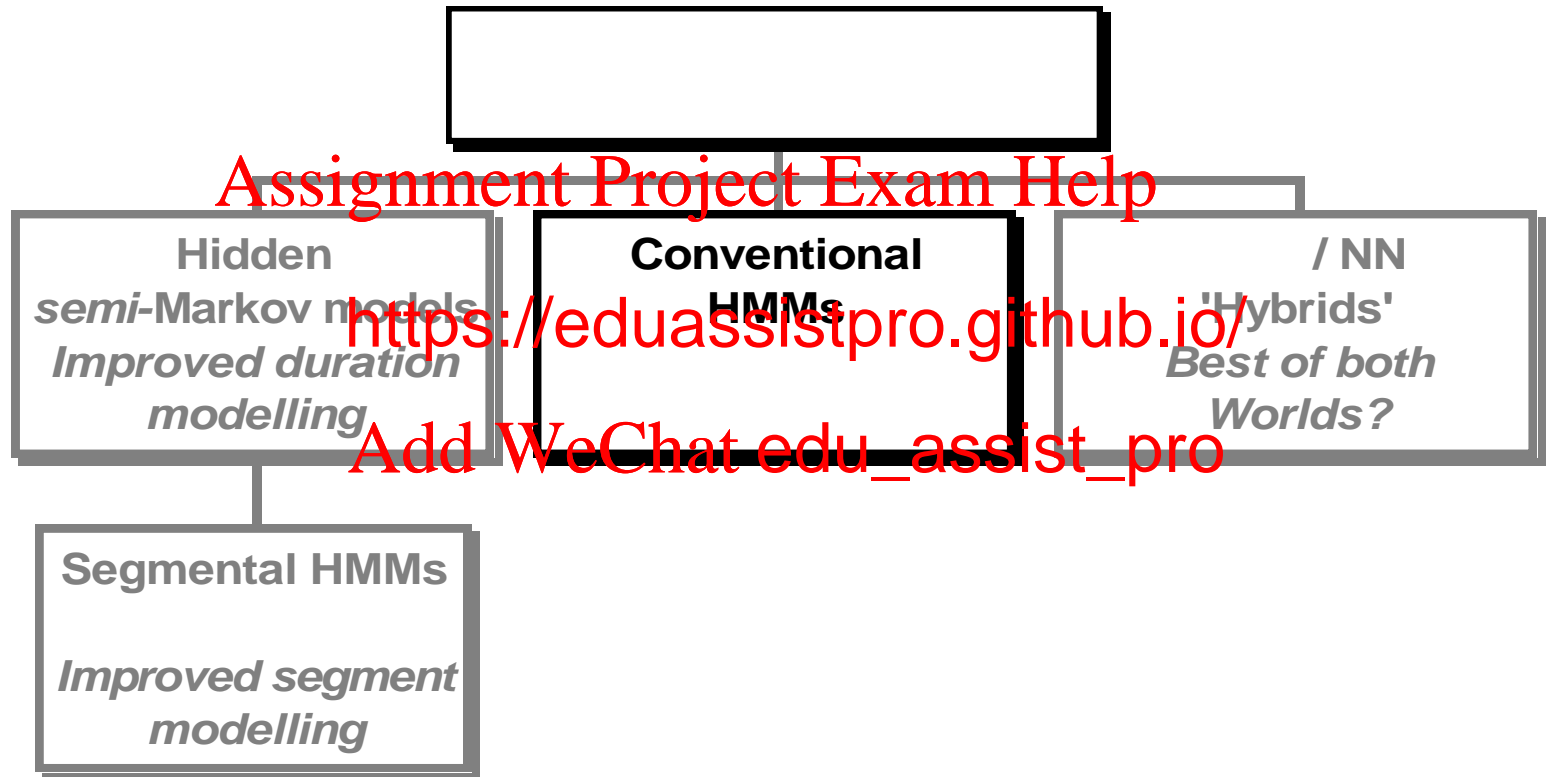 Assignment Project Exam Help
Hidden
semi-Markov models
Improved duration
modelling
Conventional
HMMs
/ NN
'Hybrids'
Best of both
Worlds?
https://eduassistpro.github.io/
Add WeChat edu_assist_pro
Segmental HMMs
Improved segment
modelling